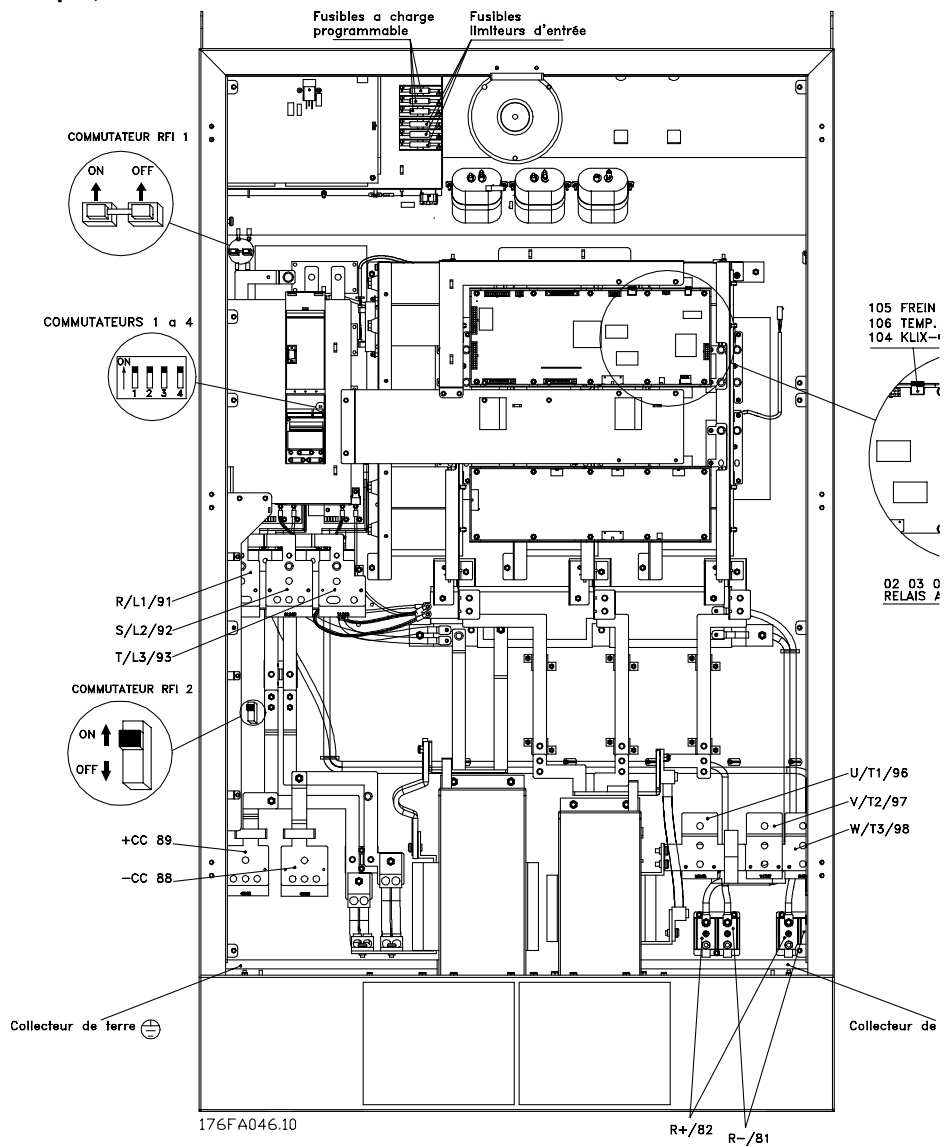 Fusibles a charge
programmable
Fusibles
limiteurs d'entrée
COMMUTATEUR RFI 1
ON OFF
COMMUTATEURS 1 a 4
ON
1 2 3 4
105 FREIN
106 TEMP.
104 KLIX-
R/L1/91
S/L2/92
T/L3/93
02 03 0
RELAIS A
COMMUTATEUR RFI 2
ON
OFF
+CC 89
-CC 88
U/T1/96
V/T2/97
W/T3/98
Collecteur de terre
Collecteur de
176FA046.10
R+/82
R-/81